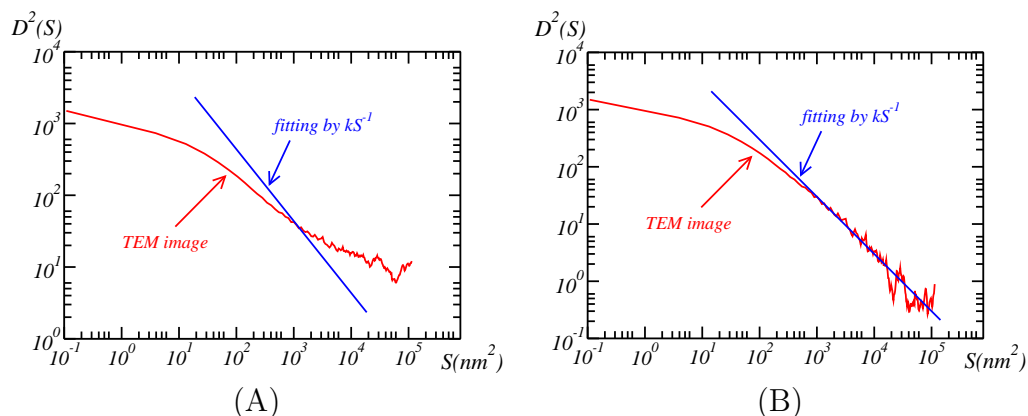 D²(S)
10⁴
10³
10²
10¹
10⁰
fitting by kS⁻¹
TEM image
10⁻¹ 10⁰ 10¹ 10² 10³ 10⁴ 10⁵
S(nm²)
(A)
D²(S)
10⁴
10³
10²
10¹
10⁰
10⁻¹
fitting by kS⁻¹
TEM image
10⁻¹ 10⁰ 10¹ 10² 10³ 10⁴ 10⁵
S(nm²)
(B)